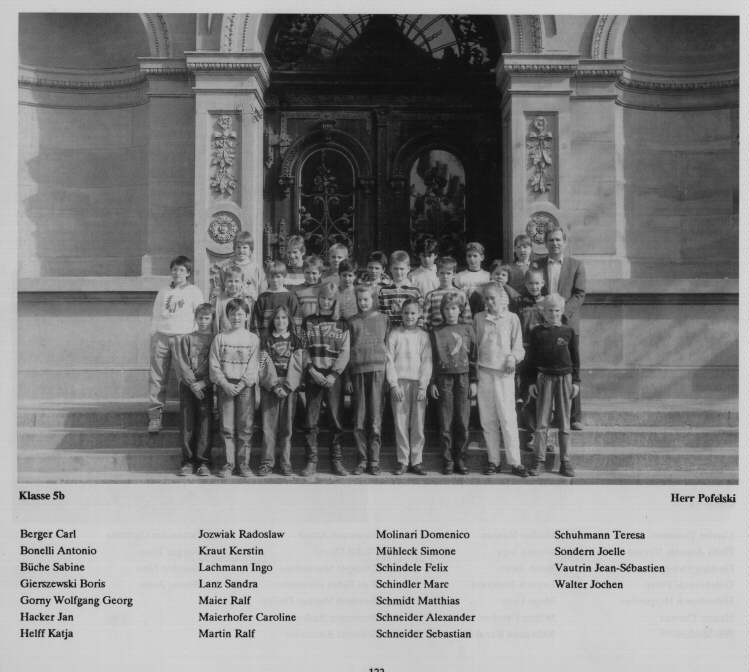 Klasse 5b
Herr Pofelski
Berger Carl
Bonelli Antonio
Büche Sabine
Gierszewski Boris
Gorny Wolfgang Georg
Hacker Jan
Helff Katja
Jozwiak Radoslaw
Kraut Kerstin
Lachmann Ingo
Lanz Sandra
Maier Ralf
Maierhofer Caroline
Martin Ralf
Molinari Domenico
Mühleck Simone
Schindele Felix
Schindler Marc
Schmidt Matthias
Schneider Alexander
Schneider Sebastian
Schuhmann Teresa
Sondern Joelle
Vautrin Jean-Sébastien
Walter Jochen